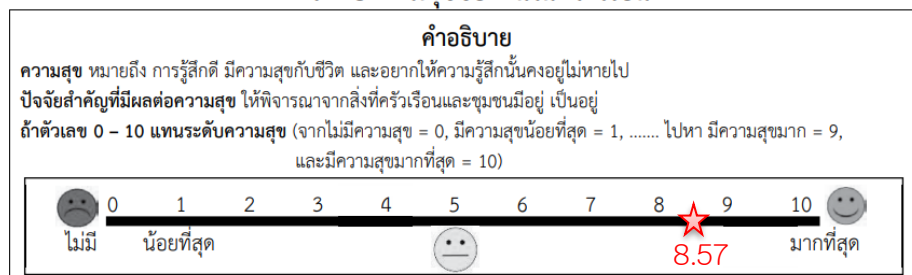 คำอธิบาย
ความสุข หมายถึง การรู้สึกดี มีความสุขกับชีวิต และอยากให้ความรู้สึกนั้นคงอยู่ไม่หายไป
ปัจจัยสำคัญที่มีผลต่อความสุข ให้พิจารณาจากสิ่งที่ครัวเรือนและชุมชนมีอยู่ เป็นอยู่
ถ้าตัวเลข 0 – 10 แทนระดับความสุข (จากไม่มีความสุข = 0, มีความสุขน้อยที่สุด = 1, ....... ไปหา มีความสุขมาก = 9,
และมีความสุขมากที่สุด = 10)
0 1 2 3 4 5 6 7 8 9 10
ไม่มี น้อยที่สุด 8.57 มากที่สุด